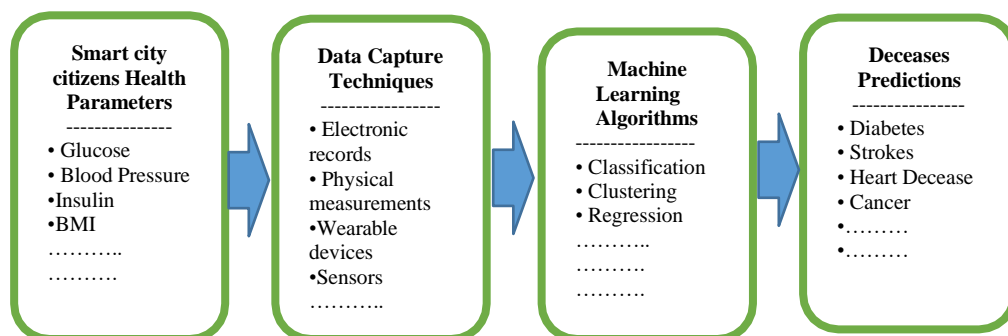 Smart city
citizens Health
Parameters
---------------
• Glucose
• Blood Pressure
•Insulin
•BMI
………..
……….
Data Capture
Techniques
-----------------
• Electronic
records
• Physical
measurements
•Wearable
devices
•Sensors
………..
Machine
Learning
Algorithms
-----------------
• Classification
• Clustering
• Regression
………..
……….
……….
Deceases
Predictions
----------------
• Diabetes
• Strokes
• Heart Decease
• Cancer
•………
•………